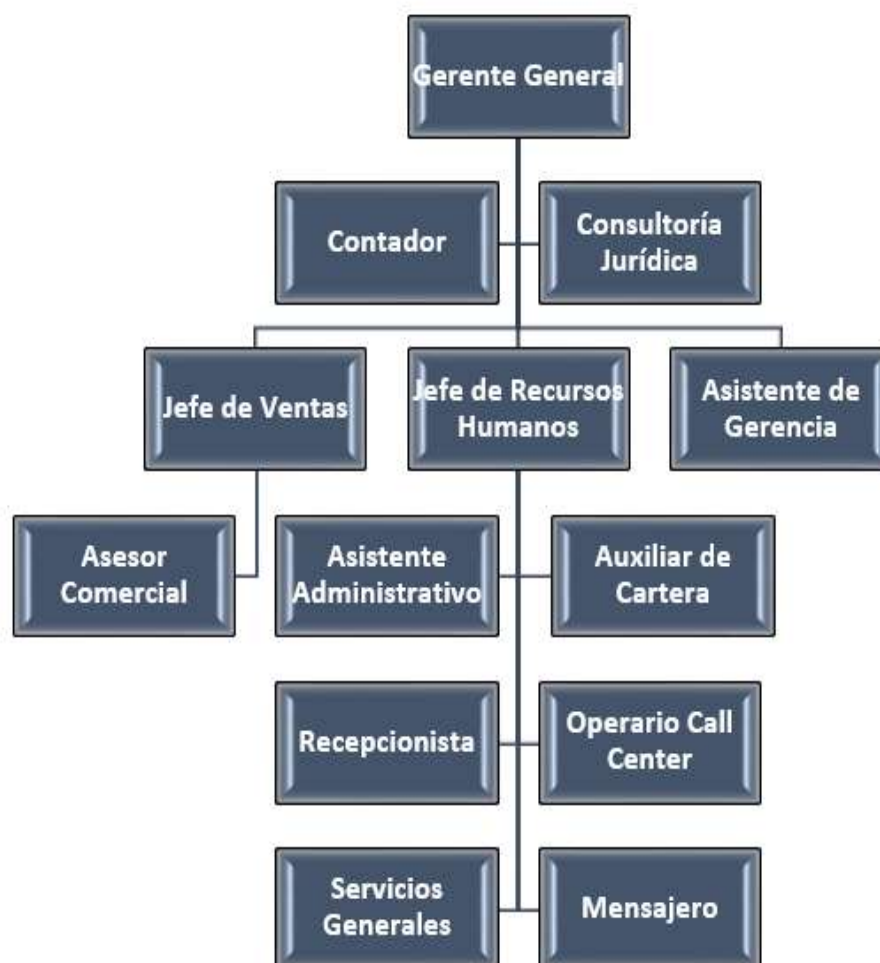 Gerente General
Contador
Consultoría
Jurídica
Jefe de Ventas
Jefe de Recursos
Humanos
Asistente de
Gerencia
Asesor
Comercial
Asistente
Administrativo
Auxiliar de
Cartera
Recepcionista
Operario Call
Center
Servicios
Generales
Mensajero